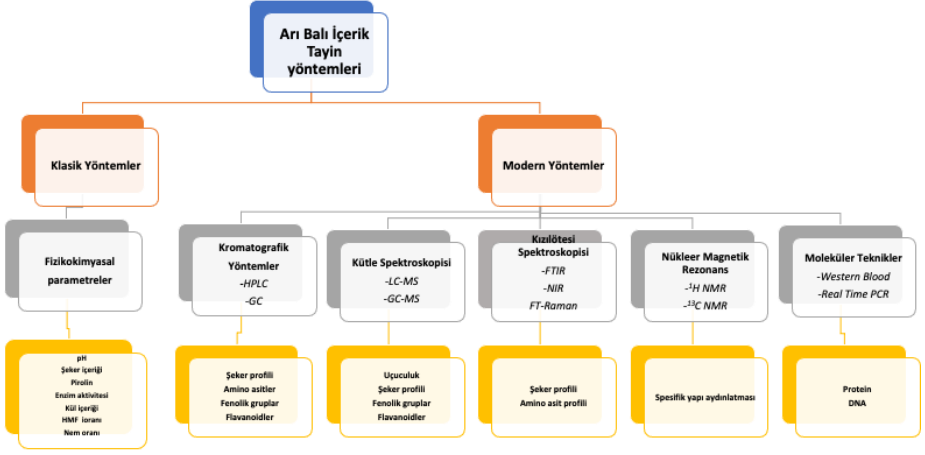 Arı Balı İçerik
Tayin
yöntemleri
Klasik Yöntemler
Modern Yöntemler
Fizikokimyasal
parametreler
Kromatografik
Yöntemler
-HPLC
-GC
Kütle Spektroskopisi
-LC-MS
-GC-MS
Kızılötesi
Spektroskopisi
-FTIR
-NIR
FT-Raman
Nükleer Magnetik
Rezonans
-¹H NMR
-¹³C NMR
Moleküler Teknikler
-Western Blood
-Real Time PCR
pH
Şeker içeriği
Pirolin
Enzim aktivitesi
Kül içeriği
HMF ioranı
Nem oranı
Şeker profili
Amino asitler
Fenolik gruplar
Flavanoidler
Uçuculuk
Şeker profili
Fenolik gruplar
Flavanoidler
Şeker profili
Amino asit profili
Spesifik yapı aydınlatması
Protein
DNA